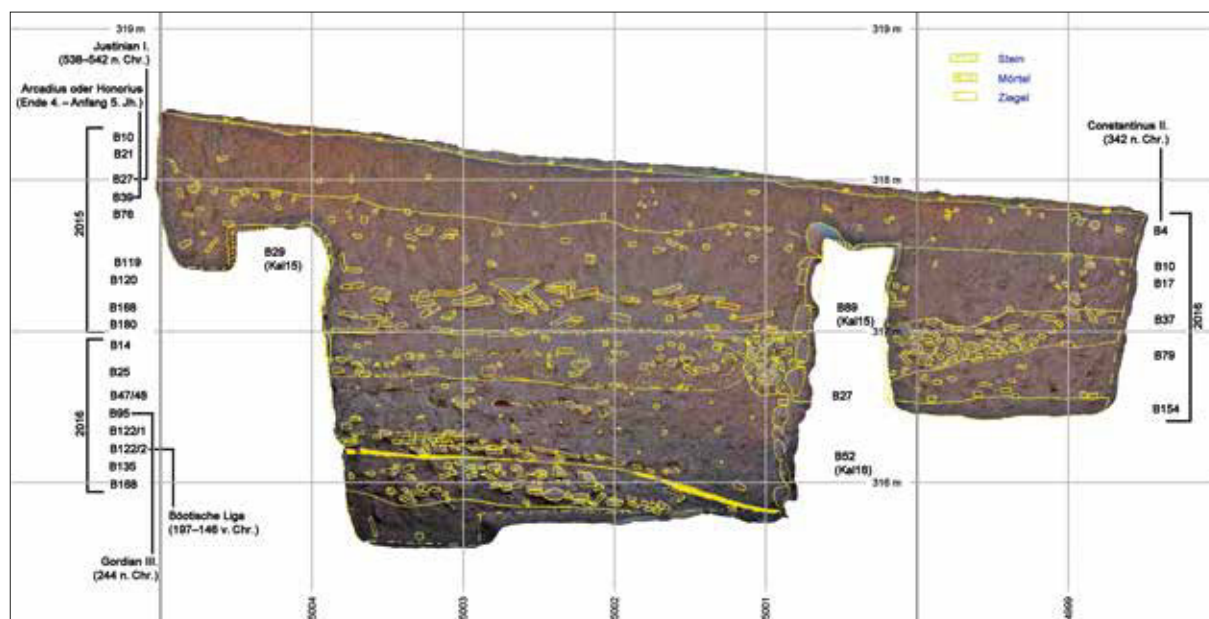 319 m
319 m
Justinian I.
(538–542 n. Chr.)
Arcadius oder Honorius
(Ende 4. – Anfang 5. Jh.)
Stein
Mörtel
Ziegel
Constantinus II.
(342 n. Chr.)
2015
B10
B21
B27
B39
B76
B119
B120
B168
B180
2016
B14
B25
B47/48
B95
B122/1
B122/2
B135
B168
Böotische Liga
(197–146 v. Chr.)
Gordian III.
(244 n. Chr.)
B29
(Kal15)
318 m
B89
(Kal15)
317 m
B27
B52
(Kal16)
316 m
B4
B10
B17
B37
B79
B154
2016
5004
5003
5002
5001
4999